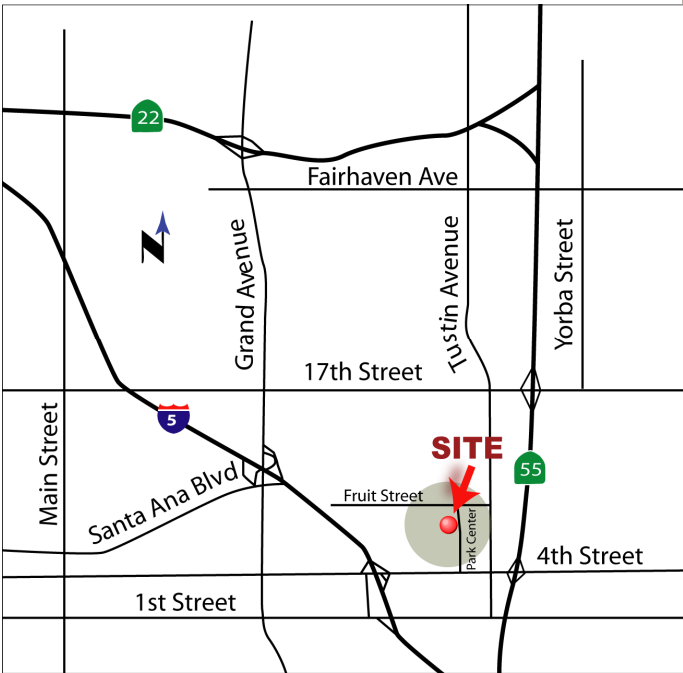 22
Fairhaven Ave
N
Grand Avenue
Tustin Avenue
Yorba Street
17th Street
5
Main Street
SITE
55
Santa Ana Blvd
Fruit Street
Park Center
4th Street
1st Street